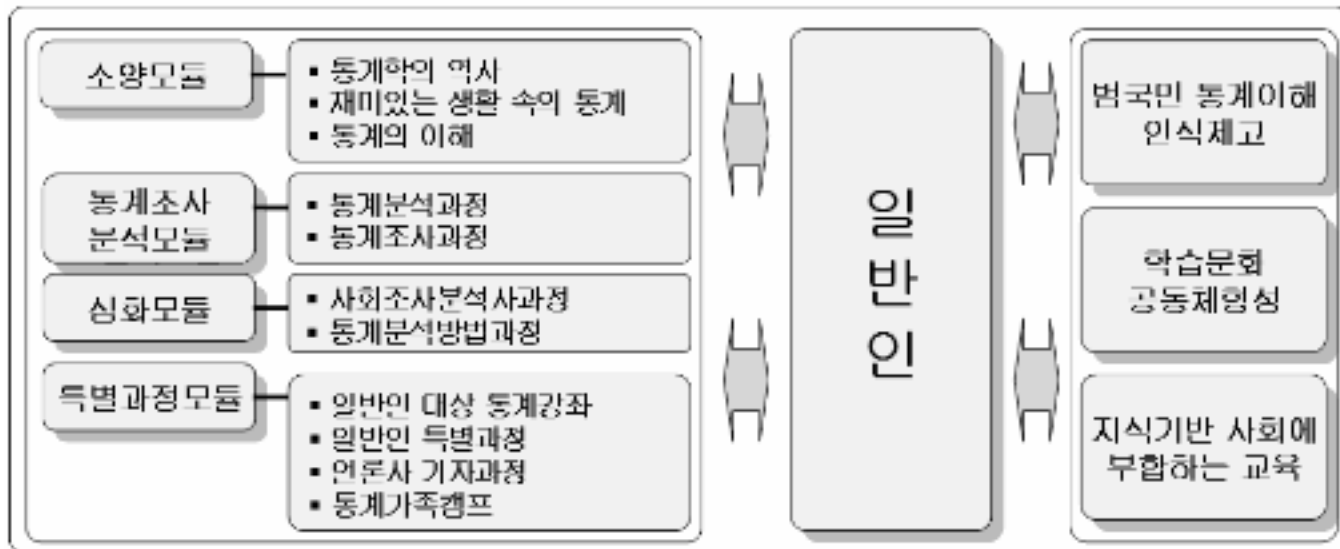 소양모듈
▪ 통계학의 역사
▪ 재미있는 생활 속의 통계
▪ 통계의 이해
통계조사
분석모듈
▪ 통계분석과정
▪ 통계조사과정
심화모듈
▪ 사회조사분석사과정
▪ 통계분석방법과정
특별과정모듈
▪ 일반인 대상 통계강좌
▪ 일반인 특별과정
▪ 언론사 기자과정
▪ 통계가족캠프
일
반
인
범국민 통계이해
인식제고
학습문화
공동체형성
지식기반 사회에
부합하는 교육